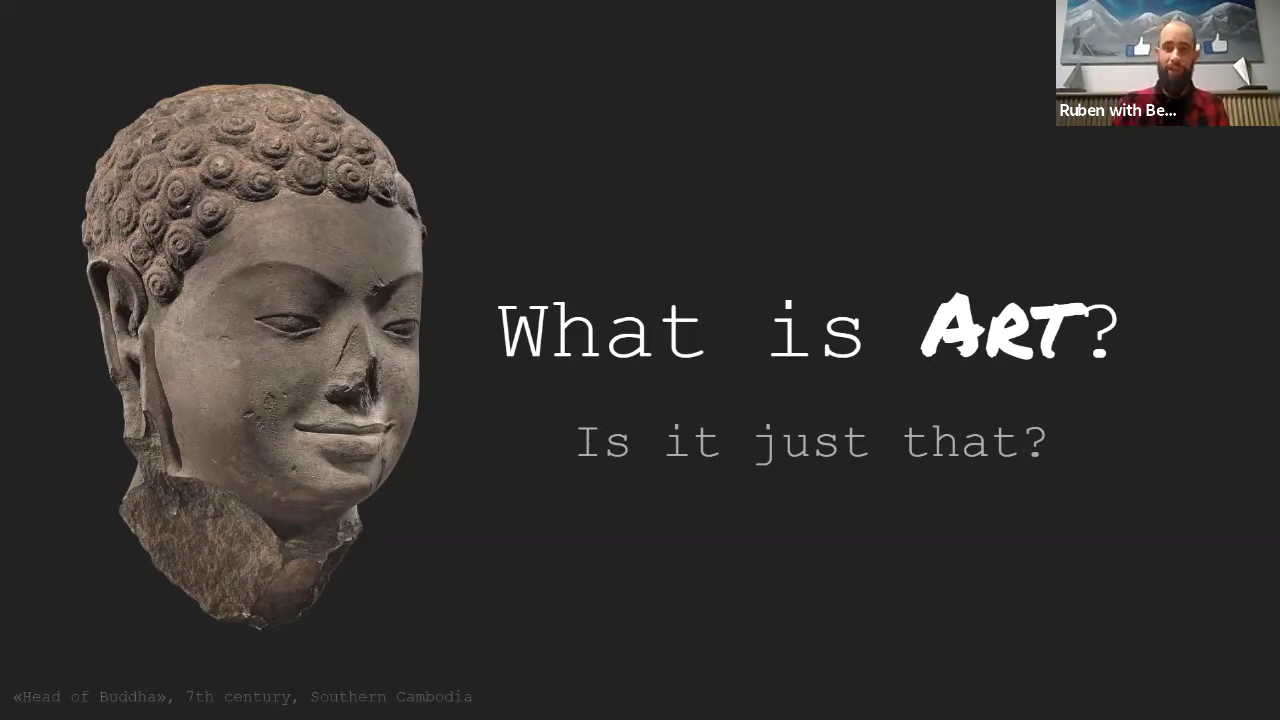 Ruben with Be...
What is ART?
Is it just that?
«Head of Buddha», 7th century, Southern Cambodia